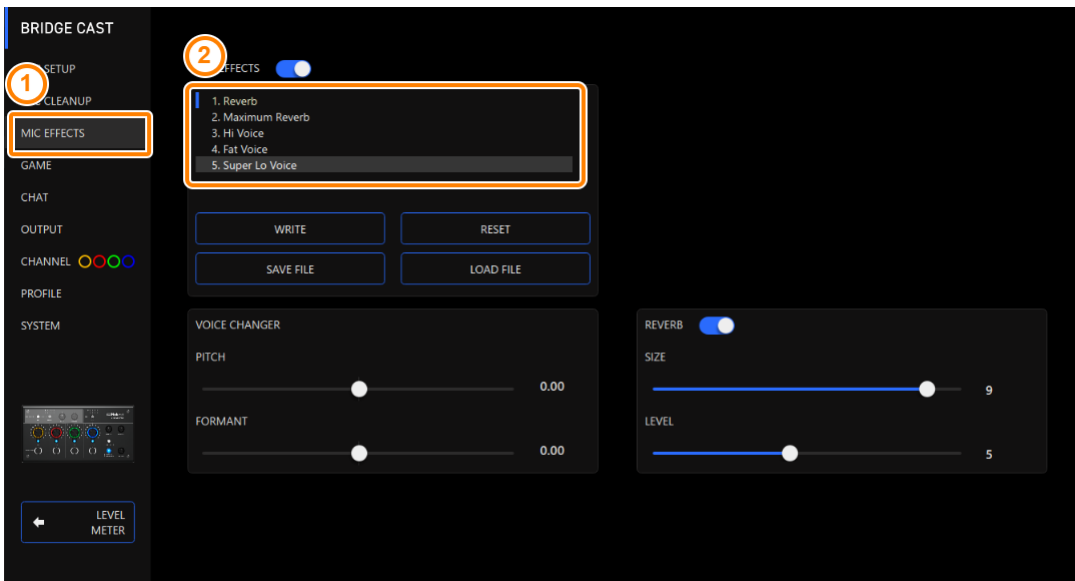 BRIDGE CAST
SETUP
1
CLEANUP
MIC EFFECTS
GAME
CHAT
OUTPUT
CHANNEL
PROFILE
SYSTEM
LEVEL
METER
2
EFFECTS
1. Reverb
2. Maximum Reverb
3. Hi Voice
4. Fat Voice
5. Super Lo Voice
WRITE RESET
SAVE FILE LOAD FILE
VOICE CHANGER
PITCH
0.00
FORMANT
0.00
REVERB
SIZE
9
LEVEL
5